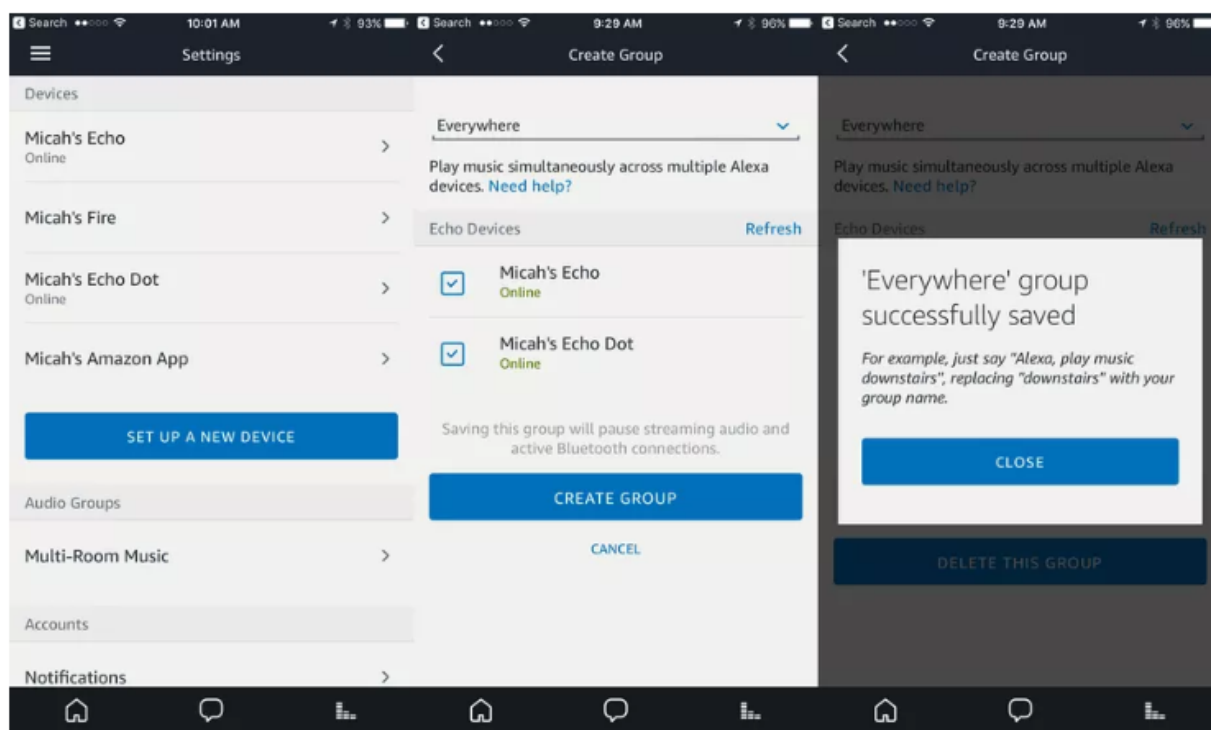 Search 10:01 AM 93%
Settings
Devices
Micah's Echo
Online
Micah's Fire
Micah's Echo Dot
Online
Micah's Amazon App
SET UP A NEW DEVICE
Audio Groups
Multi-Room Music
Accounts
Notifications
Search 9:29 AM 96%
Create Group
Everywhere
Play music simultaneously across multiple Alexa
devices. Need help?
Echo Devices Refresh
Micah's Echo
Online
Micah's Echo Dot
Online
Saving this group will pause streaming audio and
active Bluetooth connections.
CREATE GROUP
CANCEL
Search 9:29 AM 96%
Create Group
Everywhere
Play music simultaneously across multiple Alexa
devices. Need help?
Echo Devices Refresh
'Everywhere' group
successfully saved
For example, just say "Alexa, play music
downstairs", replacing "downstairs" with your
group name.
CLOSE
DELETE THIS GROUP